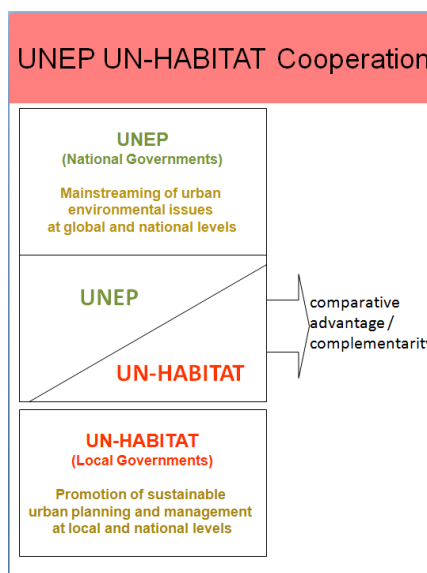 UNEP UN-HABITAT Cooperation
UNEP
(National Governments)
Mainstreaming of urban
environmental issues
at global and national levels
UNEP
UN-HABITAT
comparative
advantage/
complementarity
UN-HABITAT
(Local Governments)
Promotion of sustainable
urban planning and management
at local and national levels